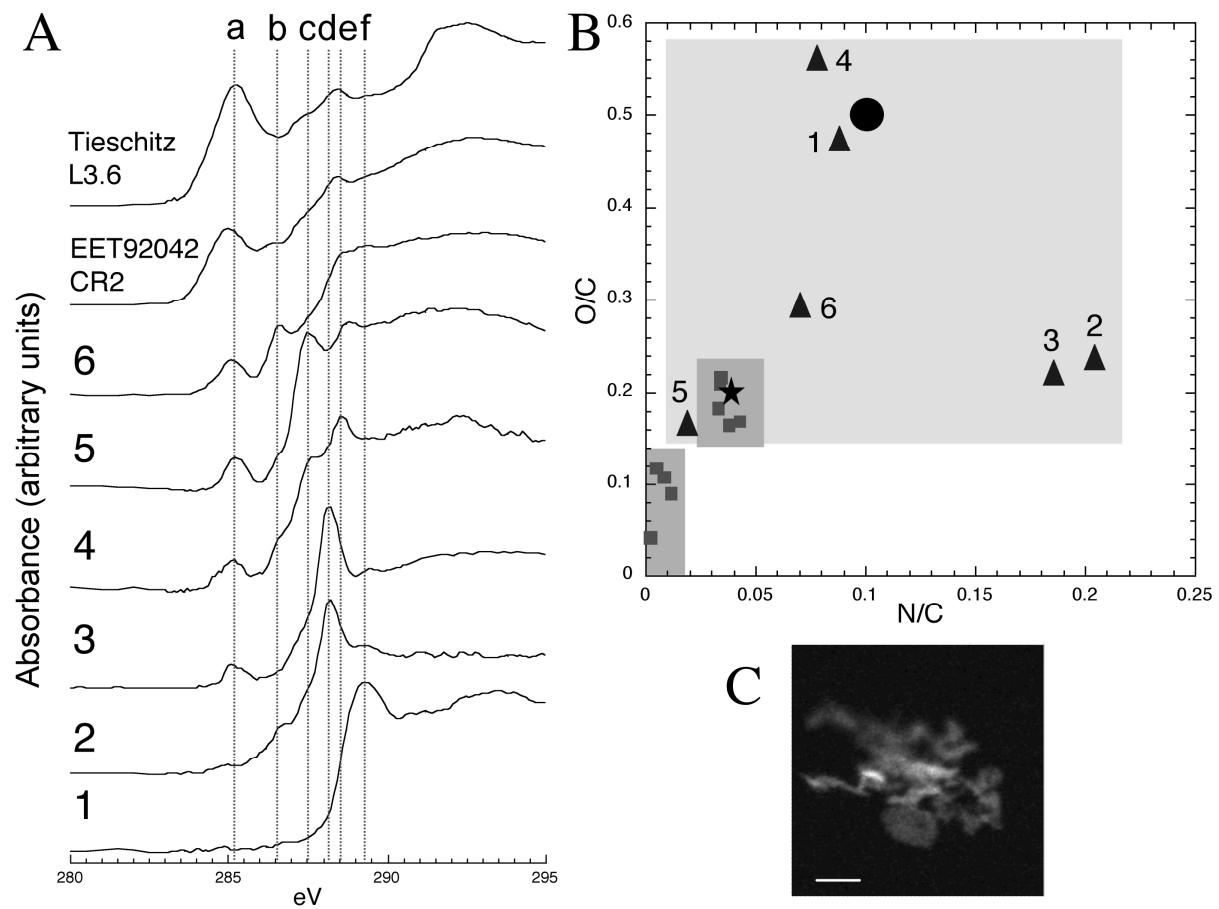 A
a b c d e f
Tieschitz
L3.6
EET92042
CR2
6
5
4
3
2
1
Absorbance (arbitrary units)
280 285 290 295
eV
B
0.6
0.5
0.4
0.3
0.2
0.1
0
O/C
4
1
6
3 2
5
0 0.05 0.1 0.15 0.2 0.25
N/C
C